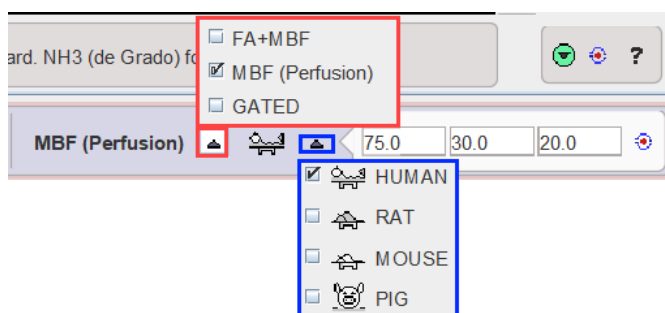 FA+MBF
ard. NH3 (de Grado) fo
MBF (Perfusion)
GATED
?
MBF (Perfusion) 75.0 30.0 20.0
HUMAN
RAT
MOUSE
PIG